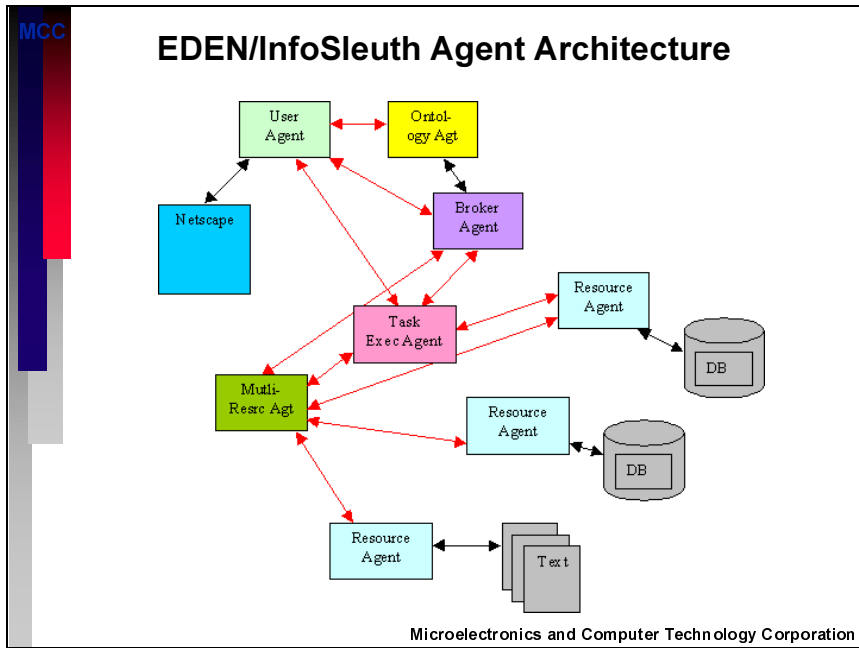 MCC
EDEN/InfoSleuth Agent Architecture
User
Agent
Ontol-
ogy Agt
Netscape
Broker
Agent
Resource
Agent
Task
Exec Agent
DB
Mutli-
Resrc Agt
Resource
Agent
DB
Resource
Agent
Text
Microelectronics and Computer Technology Corporation